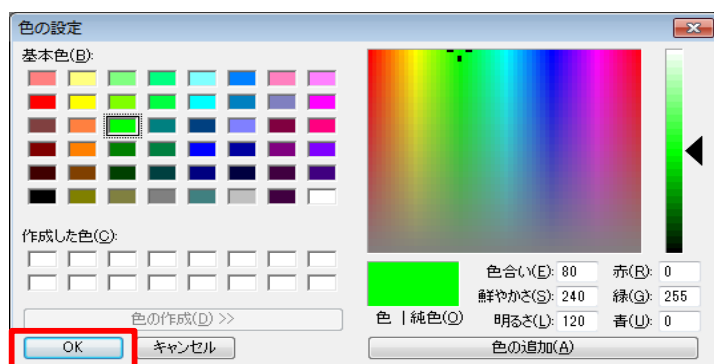 色の設定
基本色(B):
作成した色(C):
色の作成(D) >>
OK キャンセル
色合い(E): 80 赤(R): 0
鮮やかさ(S): 240 緑(G): 255
色 | 純色(O) 明るさ(L): 120 青(U): 0
色の追加(A)